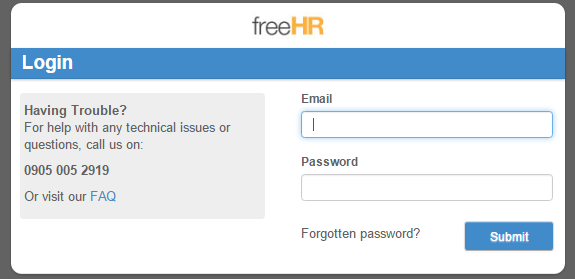 freeHR
Login
Having Trouble?
For help with any technical issues or
questions, call us on:
0905 005 2919
Or visit our FAQ
Email
Password
Forgotten password?
Submit